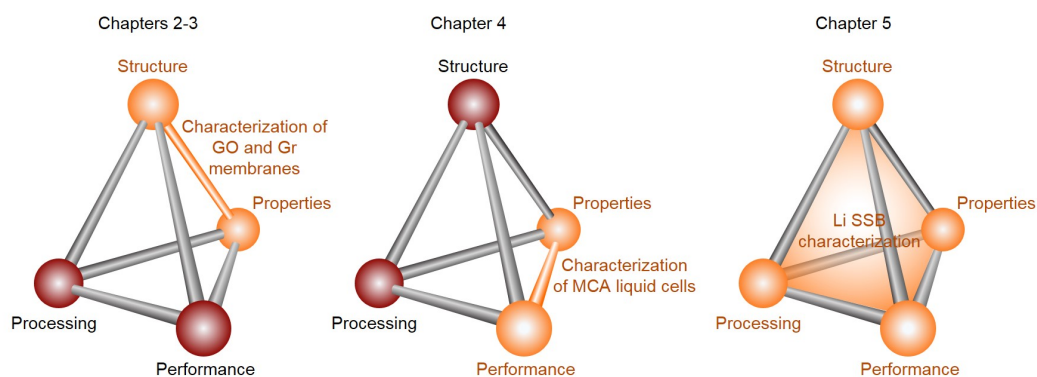 Chapters 2-3
Structure
Characterization of
GO and Gr
membranes
Properties
Processing
Performance
Chapter 4
Structure
Properties
Characterization
of MCA liquid cells
Processing
Performance
Chapter 5
Structure
Properties
Li SSB
characterization
Processing
Performance